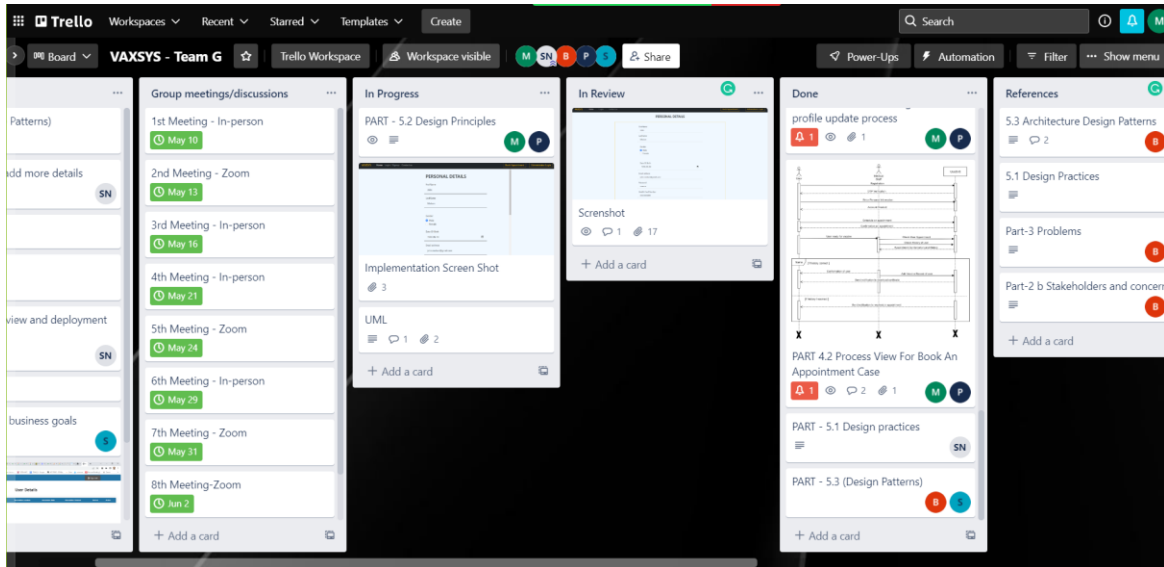 Trello
Workspaces
Recent
Starred
Templates
Create
Search
M
Board
VAXSYS - Team G
Trello Workspace
Workspace visible
M SN B P S
Share
Power-Ups
Automation
Filter
Show menu
Patterns)
add more details
SN
view and deployment
SN
business goals
S
User Details
Group meetings/discussions
1st Meeting - In-person
May 10
2nd Meeting - Zoom
May 13
3rd Meeting - In-person
May 16
4th Meeting - In-person
May 21
5th Meeting - Zoom
May 24
6th Meeting - In-person
May 29
7th Meeting - Zoom
May 31
8th Meeting-Zoom
Jun 2
+ Add a card
In Progress
PART - 5.2 Design Principles
M P
PERSONAL DETAILS
Implementation Screen Shot
3
UML
1 2
+ Add a card
In Review
PERSONAL DETAILS
Screnshot
1 17
+ Add a card
Done
profile update process
1 1
M P
PART 4.2 Process View For Book An
Appointment Case
1 2 1
M P
PART - 5.1 Design practices
SN
PART - 5.3 (Design Patterns)
B S
+ Add a card
References
5.3 Architecture Design Patterns
2
B
5.1 Design Practices
Part-3 Problems
B
Part-2 b Stakeholders and concern
B
+ Add a card